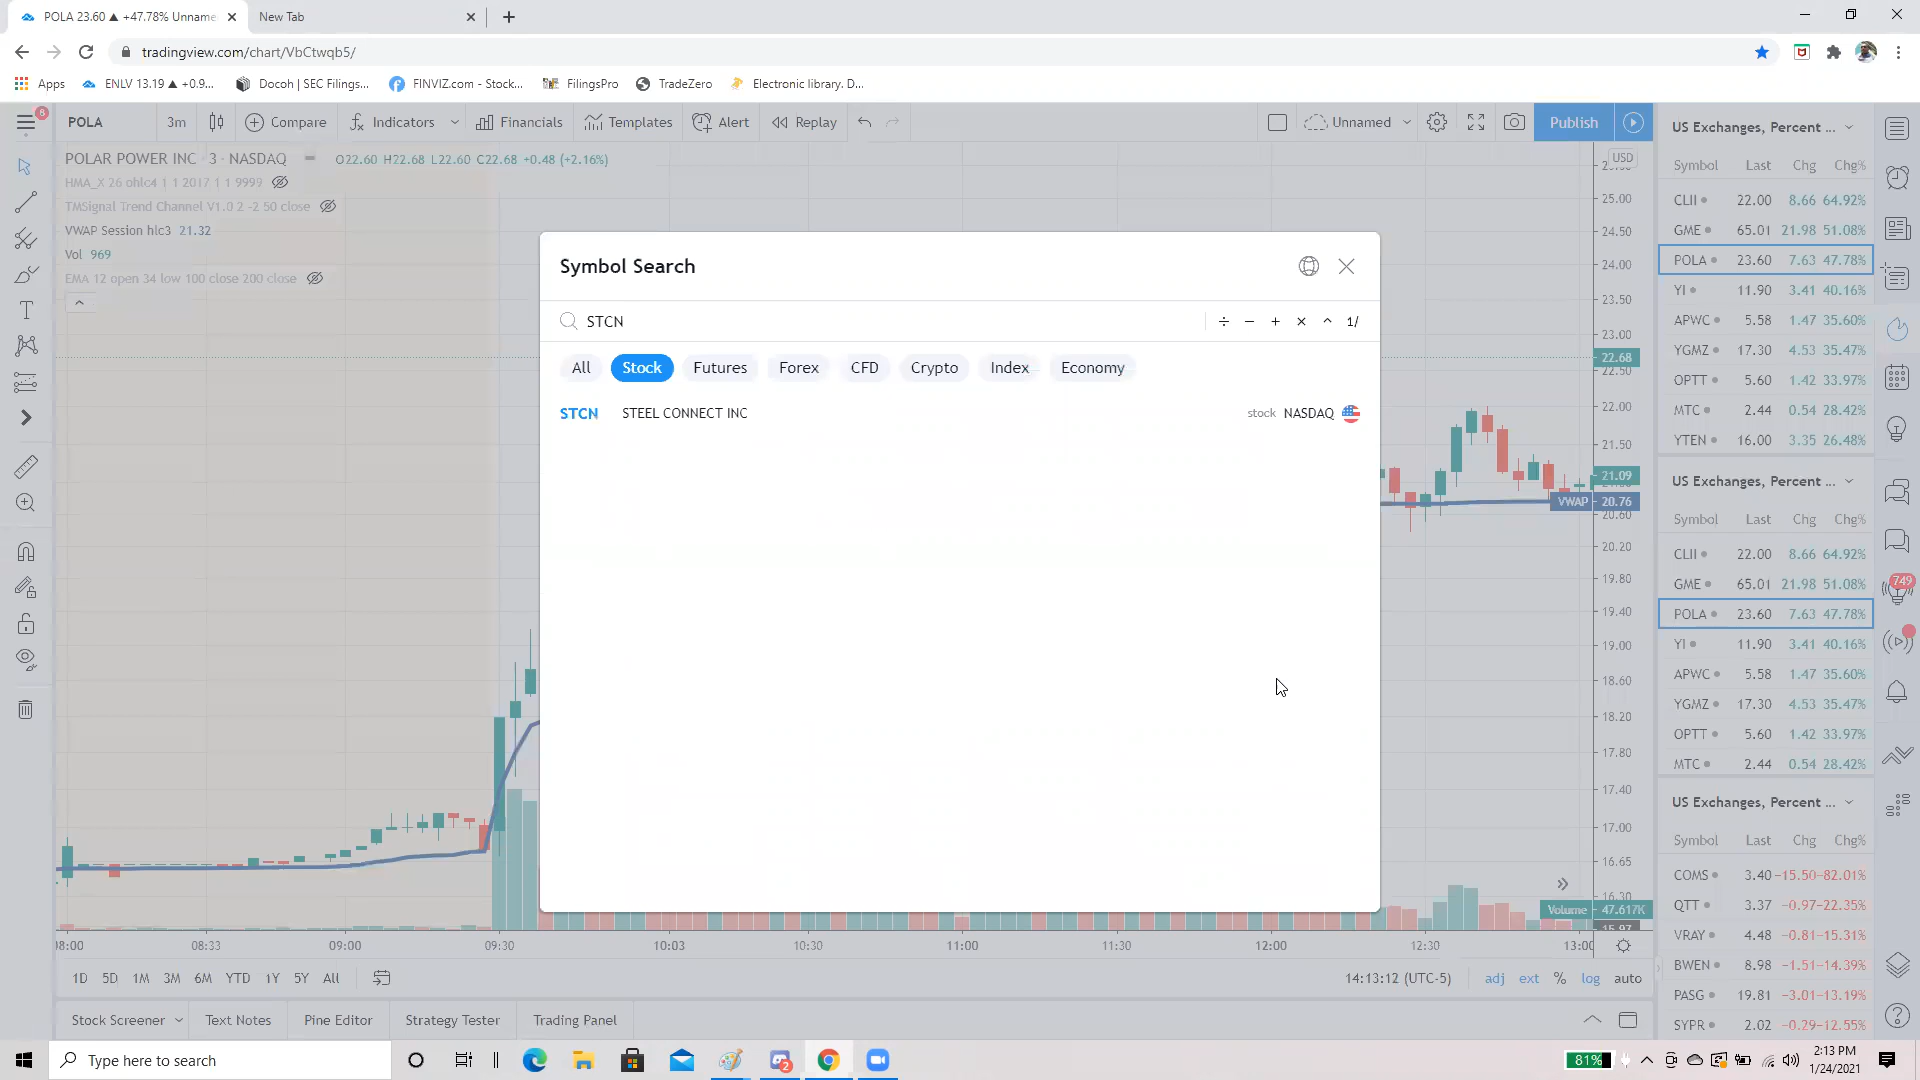 POLA 23.60 ▲ +47.78% Unname
New Tab
tradingview.com/chart/VbCtwqb5/
Apps
ENLV 13.19 ▲ +0.9...
Docoh | SEC Filings...
FINVIZ.com - Stock...
FilingsPro
TradeZero
Electronic library. D...
8
POLA
3m
Compare
Indicators
Financials
Templates
Alert
Replay
Unnamed
Publish
POLAR POWER INC · 3 · NASDAQ
O22.60 H22.68 L22.60 C22.68 +0.48 (+2.16%)
HMA_X 26 ohlc4 1 1 2017 1 1 9999
TMSignal Trend Channel V1.0 2 -2 50 close
VWAP Session hlc3 21.32
Vol 969
EMA 12 open 34 low 100 close 200 close
Symbol Search
STCN
÷ − + × ^ 1/
All Stock Futures Forex CFD Crypto Index Economy
STCN STEEL CONNECT INC stock NASDAQ
USD
25.00
24.50
24.00
23.50
23.00
22.68
22.50
22.00
21.50
21.09
VWAP 20.76
20.60
20.20
19.80
19.40
19.00
18.60
18.20
17.80
17.40
17.00
16.65
16.30
Volume 47.617K
15.97
08:33 09:00 09:30 10:03 10:30 11:00 11:30 12:00 12:30 13:00
1D 5D 1M 3M 6M YTD 1Y 5Y All
14:13:12 (UTC-5)
adj ext % log auto
Stock Screener
Text Notes
Pine Editor
Strategy Tester
Trading Panel
US Exchanges, Percent ...
Symbol Last Chg Chg%
CLII 22.00 8.66 64.92%
GME 65.01 21.98 51.08%
POLA 23.60 7.63 47.78%
YI 11.90 3.41 40.16%
APWC 5.58 1.47 35.60%
YGMZ 17.30 4.53 35.47%
OPTT 5.60 1.42 33.97%
MTC 2.44 0.54 28.42%
YTEN 16.00 3.35 26.48%
US Exchanges, Percent ...
Symbol Last Chg Chg%
CLII 22.00 8.66 64.92%
GME 65.01 21.98 51.08%
POLA 23.60 7.63 47.78%
YI 11.90 3.41 40.16%
APWC 5.58 1.47 35.60%
YGMZ 17.30 4.53 35.47%
OPTT 5.60 1.42 33.97%
MTC 2.44 0.54 28.42%
US Exchanges, Percent ...
Symbol Last Chg Chg%
COMS 3.40 −15.50 −82.01%
QTT 3.37 −0.97 −22.35%
VRAY 4.48 −0.81 −15.31%
BWEN 8.98 −1.51 −14.39%
PASG 19.81 −3.01 −13.19%
SYPR 2.02 −0.29 −12.55%
749
Type here to search
2
81%
2:13 PM
1/24/2021